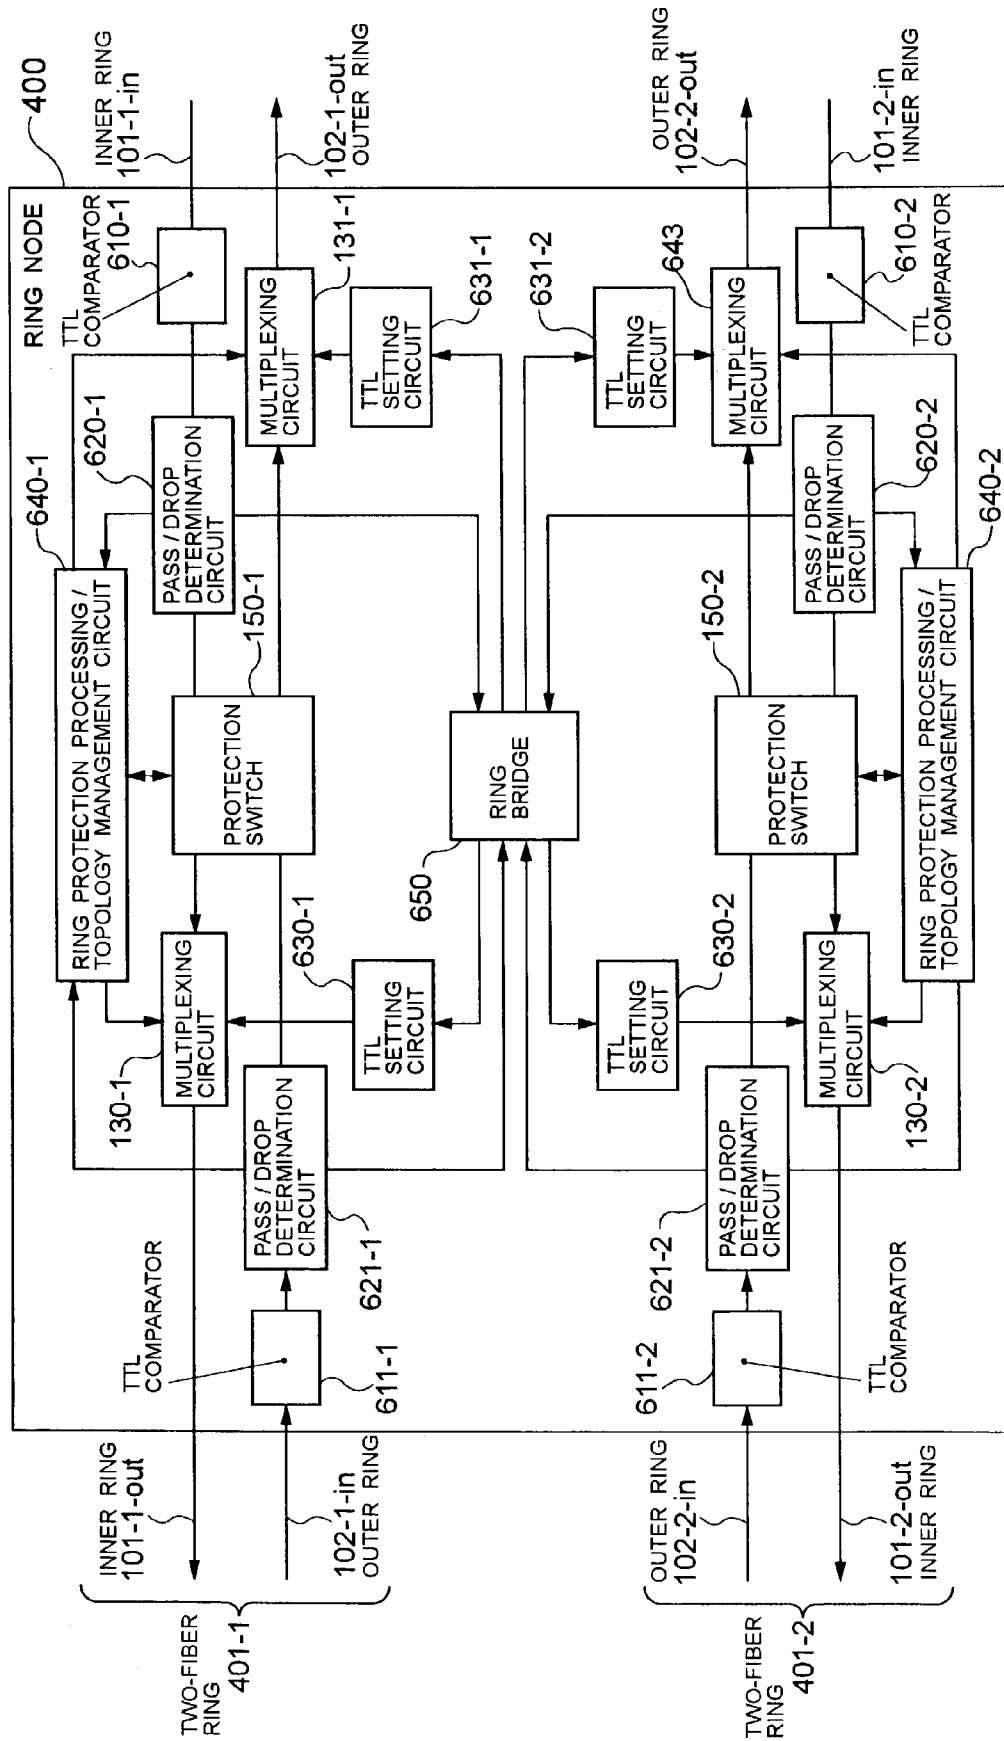 RING NODE
400
INNER RING
101-1-in
102-1-out
OUTER RING
OUTER RING
102-2-out
101-2-in
INNER RING
TTL
COMPARATOR
610-1
131-1
MULTIPLEXING
CIRCUIT
TTL
SETTING
CIRCUIT
631-1
631-2
TTL
SETTING
CIRCUIT
643
MULTIPLEXING
CIRCUIT
610-2
TTL
COMPARATOR
640-1
620-1
PASS / DROP
DETERMINATION
CIRCUIT
PASS / DROP
DETERMINATION
CIRCUIT
620-2
640-2
RING PROTECTION PROCESSING /
TOPOLOGY MANAGEMENT CIRCUIT
150-1
PROTECTION
SWITCH
RING
BRIDGE
650
150-2
PROTECTION
SWITCH
RING PROTECTION PROCESSING /
TOPOLOGY MANAGEMENT CIRCUIT
130-1
MULTIPLEXING
CIRCUIT
630-1
TTL
SETTING
CIRCUIT
630-2
TTL
SETTING
CIRCUIT
MULTIPLEXING
CIRCUIT
130-2
PASS / DROP
DETERMINATION
CIRCUIT
621-1
PASS / DROP
DETERMINATION
CIRCUIT
621-2
TTL
COMPARATOR
611-1
611-2
TTL
COMPARATOR
INNER RING
101-1-out
102-1-in
OUTER RING
OUTER RING
102-2-in
101-2-out
INNER RING
TWO-FIBER
RING
401-1
TWO-FIBER
RING
401-2